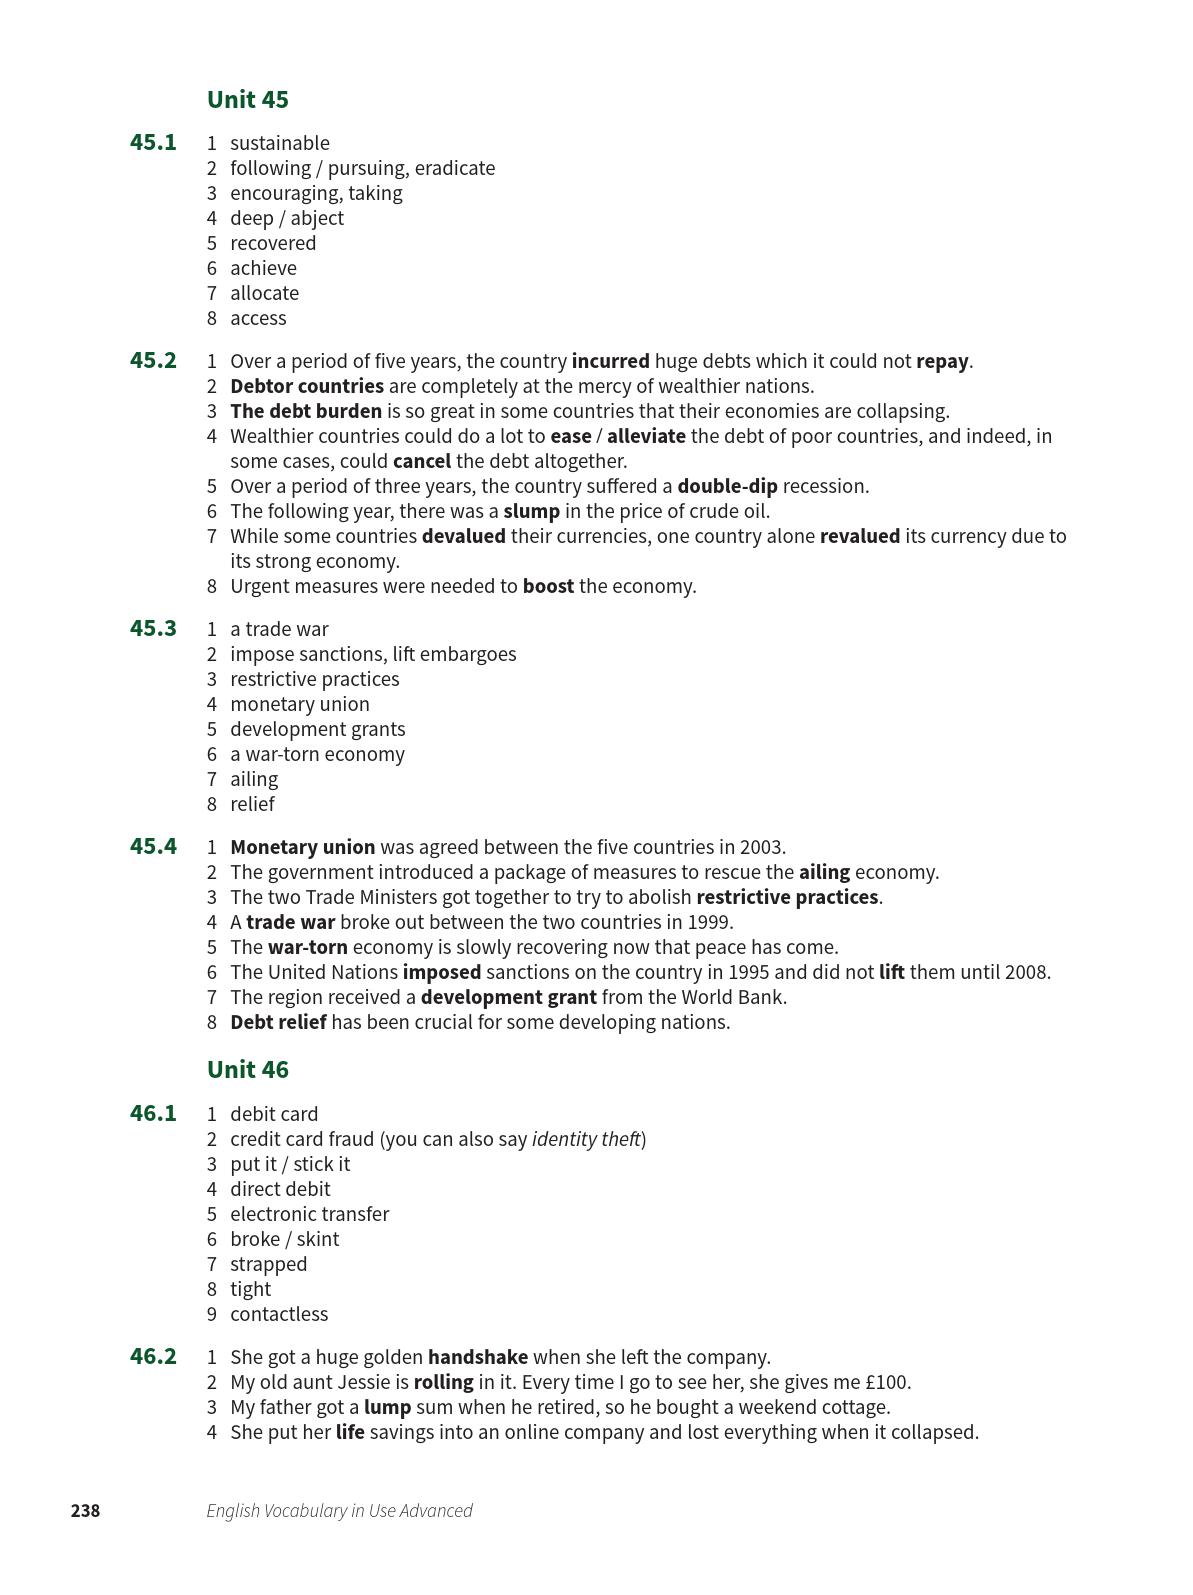 Unit 45
45.1 1 sustainable
2 following / pursuing, eradicate
3 encouraging, taking
4 deep / abject
5 recovered
6 achieve
7 allocate
8 access
45.2 1 Over a period of five years, the country incurred huge debts which it could not repay.
2 Debtor countries are completely at the mercy of wealthier nations.
3 The debt burden is so great in some countries that their economies are collapsing.
4 Wealthier countries could do a lot to ease / alleviate the debt of poor countries, and indeed, in
some cases, could cancel the debt altogether.
5 Over a period of three years, the country suffered a double-dip recession.
6 The following year, there was a slump in the price of crude oil.
7 While some countries devalued their currencies, one country alone revalued its currency due to
its strong economy.
8 Urgent measures were needed to boost the economy.
45.3 1 a trade war
2 impose sanctions, lift embargoes
3 restrictive practices
4 monetary union
5 development grants
6 a war-torn economy
7 ailing
8 relief
45.4 1 Monetary union was agreed between the five countries in 2003.
2 The government introduced a package of measures to rescue the ailing economy.
3 The two Trade Ministers got together to try to abolish restrictive practices.
4 A trade war broke out between the two countries in 1999.
5 The war-torn economy is slowly recovering now that peace has come.
6 The United Nations imposed sanctions on the country in 1995 and did not lift them until 2008.
7 The region received a development grant from the World Bank.
8 Debt relief has been crucial for some developing nations.
Unit 46
46.1 1 debit card
2 credit card fraud (you can also say identity theft)
3 put it / stick it
4 direct debit
5 electronic transfer
6 broke / skint
7 strapped
8 tight
9 contactless
46.2 1 She got a huge golden handshake when she left the company.
2 My old aunt Jessie is rolling in it. Every time I go to see her, she gives me £100.
3 My father got a lump sum when he retired, so he bought a weekend cottage.
4 She put her life savings into an online company and lost everything when it collapsed.
238 English Vocabulary in Use Advanced